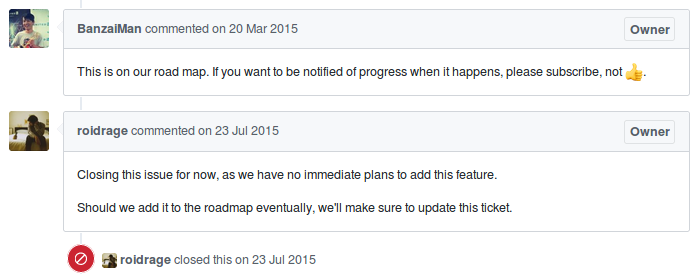 BanzaiMan commented on 20 Mar 2015 Owner
This is on our road map. If you want to be notified of progress when it happens, please subscribe, not 👍.
roidrage commented on 23 Jul 2015 Owner
Closing this issue for now, as we have no immediate plans to add this feature.
Should we add it to the roadmap eventually, we'll make sure to update this ticket.
roidrage closed this on 23 Jul 2015